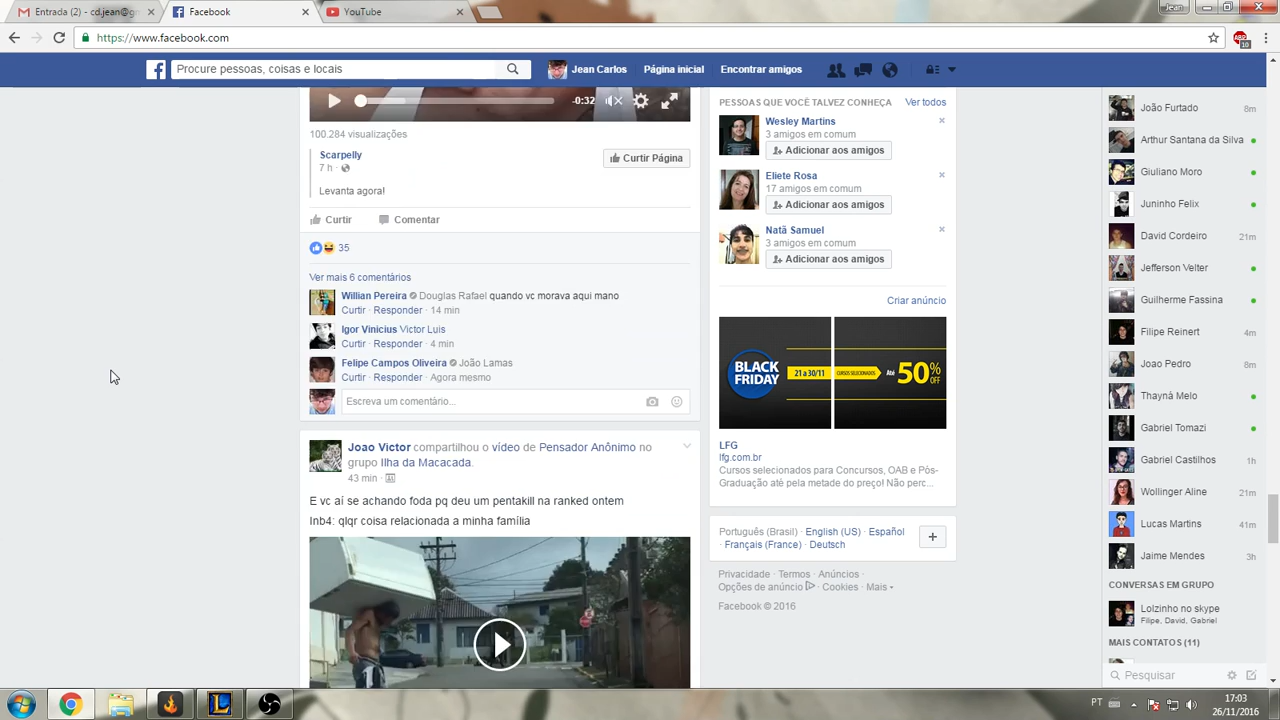 Entrada (2) - cd.jean@gm
Facebook
YouTube
Jean
https://www.facebook.com
Procure pessoas, coisas e locais
Jean Carlos
Página inicial
Encontrar amigos
-0:32
100.284 visualizações
Scarpelly
7 h ·
Curtir Página
Levanta agora!
Curtir
Comentar
35
Ver mais 6 comentários
Willian Pereira Douglas Rafael quando vc morava aqui mano
Curtir · Responder · 14 min
Igor Vinicius Victor Luis
Curtir · Responder · 4 min
Felipe Campos Oliveira João Lamas
Curtir · Responder · Agora mesmo
Escreva um comentário...
Joao Victor compartilhou o vídeo de Pensador Anônimo no
grupo Ilha da Macacada.
43 min ·
E vc aí se achando foda pq deu um pentakill na ranked ontem
Inb4: qlqr coisa relacionada a minha família
PESSOAS QUE VOCÊ TALVEZ CONHEÇA
Ver todos
Wesley Martins
3 amigos em comum
Adicionar aos amigos
Eliete Rosa
17 amigos em comum
Adicionar aos amigos
Natã Samuel
3 amigos em comum
Adicionar aos amigos
Criar anúncio
BLACK
FRIDAY
21 a 30/11
CURSOS SELECIONADOS
Até
50%
OFF
LFG
lfg.com.br
Cursos selecionados para Concursos, OAB e Pós-
Graduação até pela metade do preço! Não perc...
Português (Brasil) · English (US) · Español
· Français (France) · Deutsch
Privacidade · Termos · Anúncios ·
Opções de anúncio · Cookies · Mais
Facebook © 2016
João Furtado 8m
Arthur Santana da Silva
Giuliano Moro
Juninho Felix
David Cordeiro 21m
Jefferson Velter
Guilherme Fassina
Filipe Reinert 4m
Joao Pedro 8m
Thayná Melo
Gabriel Tomazi
Gabriel Castilhos 1h
Wollinger Aline 21m
Lucas Martins 41m
Jaime Mendes 3h
CONVERSAS EM GRUPO
Lolzinho no skype
Filipe, David, Gabriel
MAIS CONTATOS (11)
Pesquisar
PT
17:03
26/11/2016